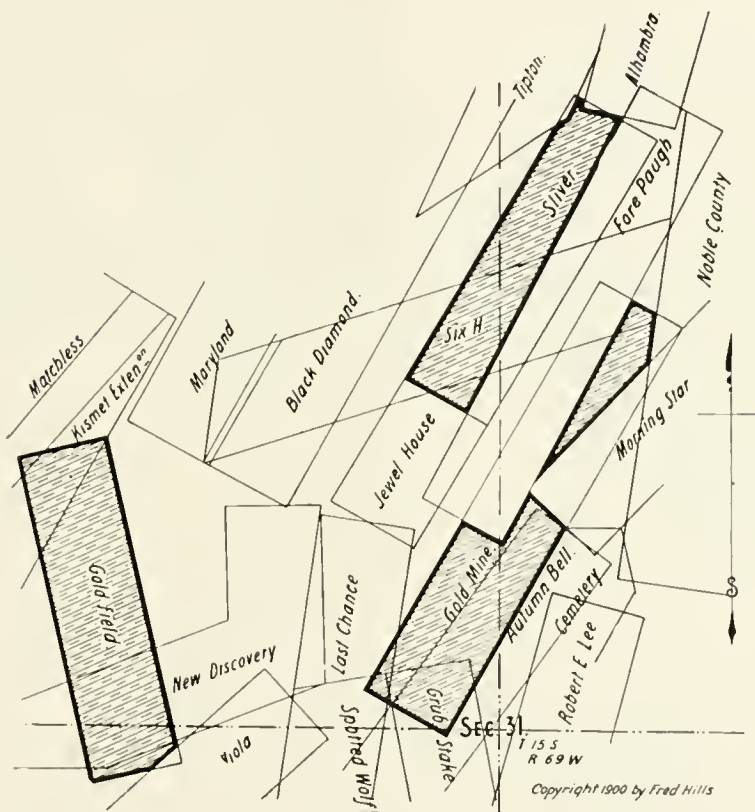 Tipton.
Alhambra.
Sliver
Fore Paugh
Noble County
Six H
Matchless
Kismet Exten on
Maryland
Black Diamond.
Jewel House
Morning Star
Gold Field.
Gold Mine.
Autumn Bell.
Cemetery
Last Chance
New Discovery
Robert E Lee
Viola
Spotted Wolf
Grub Stake
SEC 31
T 15 S
R 69 W
Copyright 1900 by Fred Hills
S